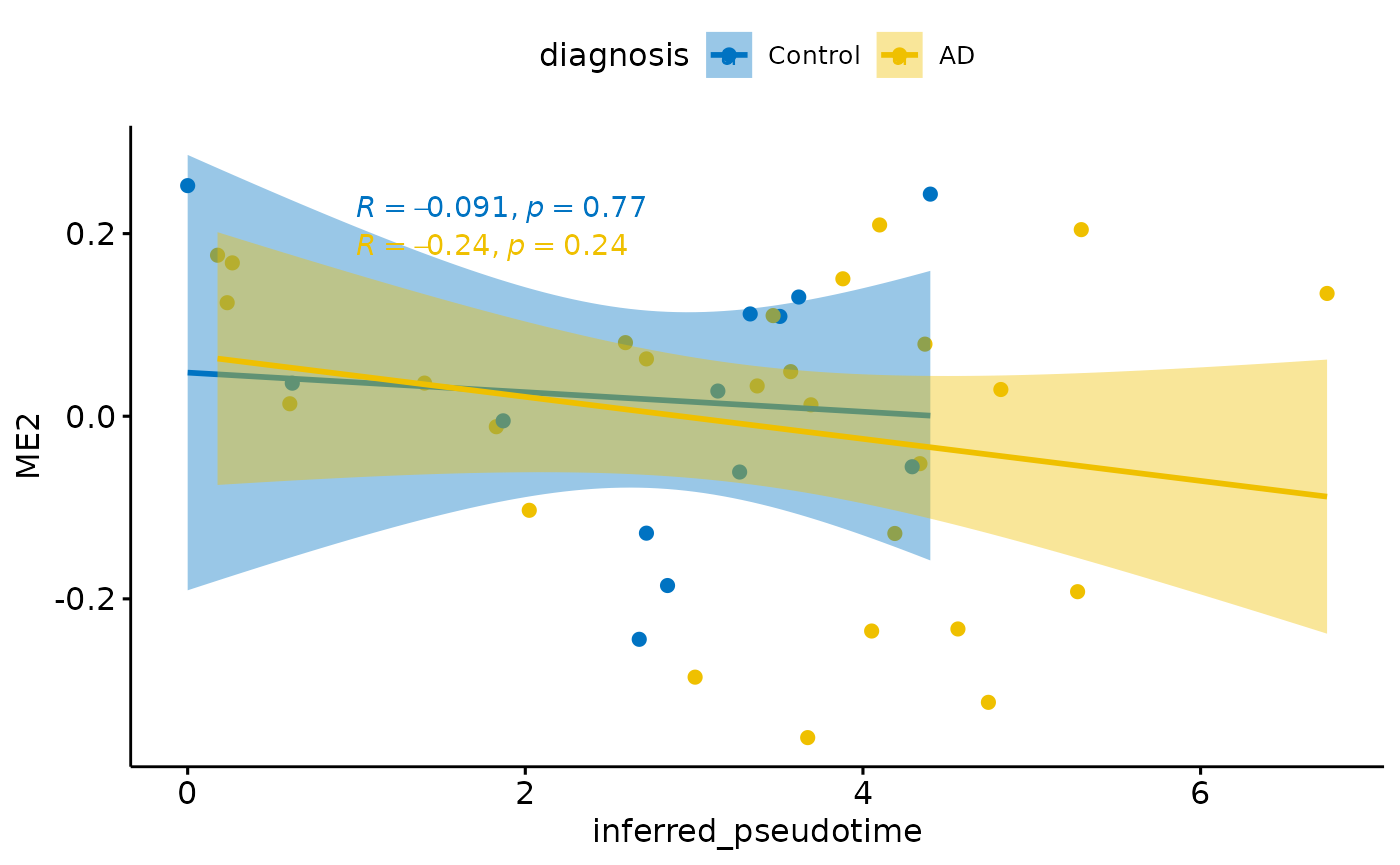 diagnosis Control AD
R = –0.091, p = 0.77
R = –0.24, p = 0.24
ME2
0.2
0.0
-0.2
0 2 4 6
inferred_pseudotime